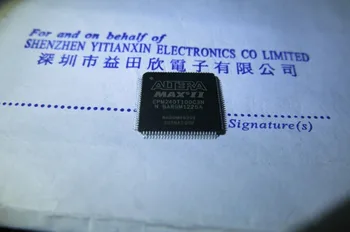 For and on behalf of
SHENZHEN YITIANXIN ELECTRONICS CO LIMITED
深圳市益田欣電子有限公司
ALTERA
MAX II
EPM240T100C5N
Signature(s)